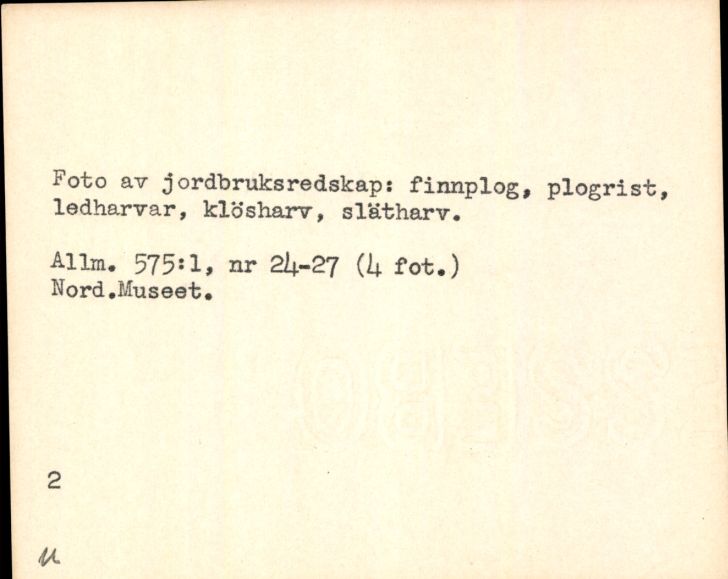 Foto av jordbruksredskap: finnplog, plogrist,
ledharvar, klösharv, slätharv.
Allm. 575:1, nr 24-27 (4 fot.)
Nord.Museet.
2